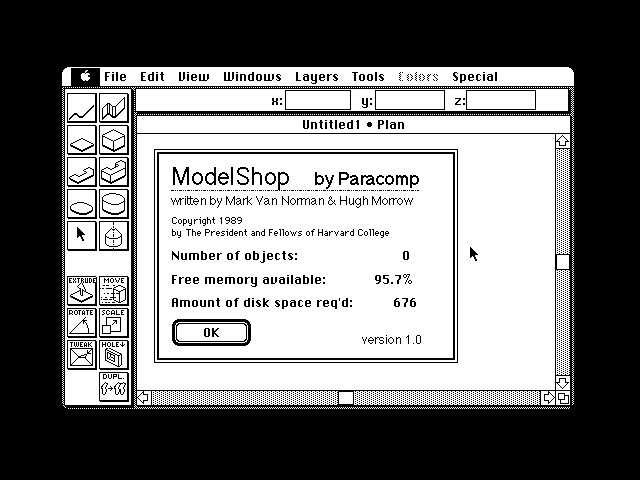 File Edit View Windows Layers Tools Colors Special
x: y: z:
Untitled1 • Plan
ModelShop by Paracomp
written by Mark Van Norman & Hugh Morrow
Copyright 1989
by The President and Fellows of Harvard College
Number of objects: 0
Free memory available: 95.7%
Amount of disk space req'd: 676
OK
version 1.0
EXTRUDE MOVE
ROTATE SCALE
TWEAK HOLE↓
DUPL.